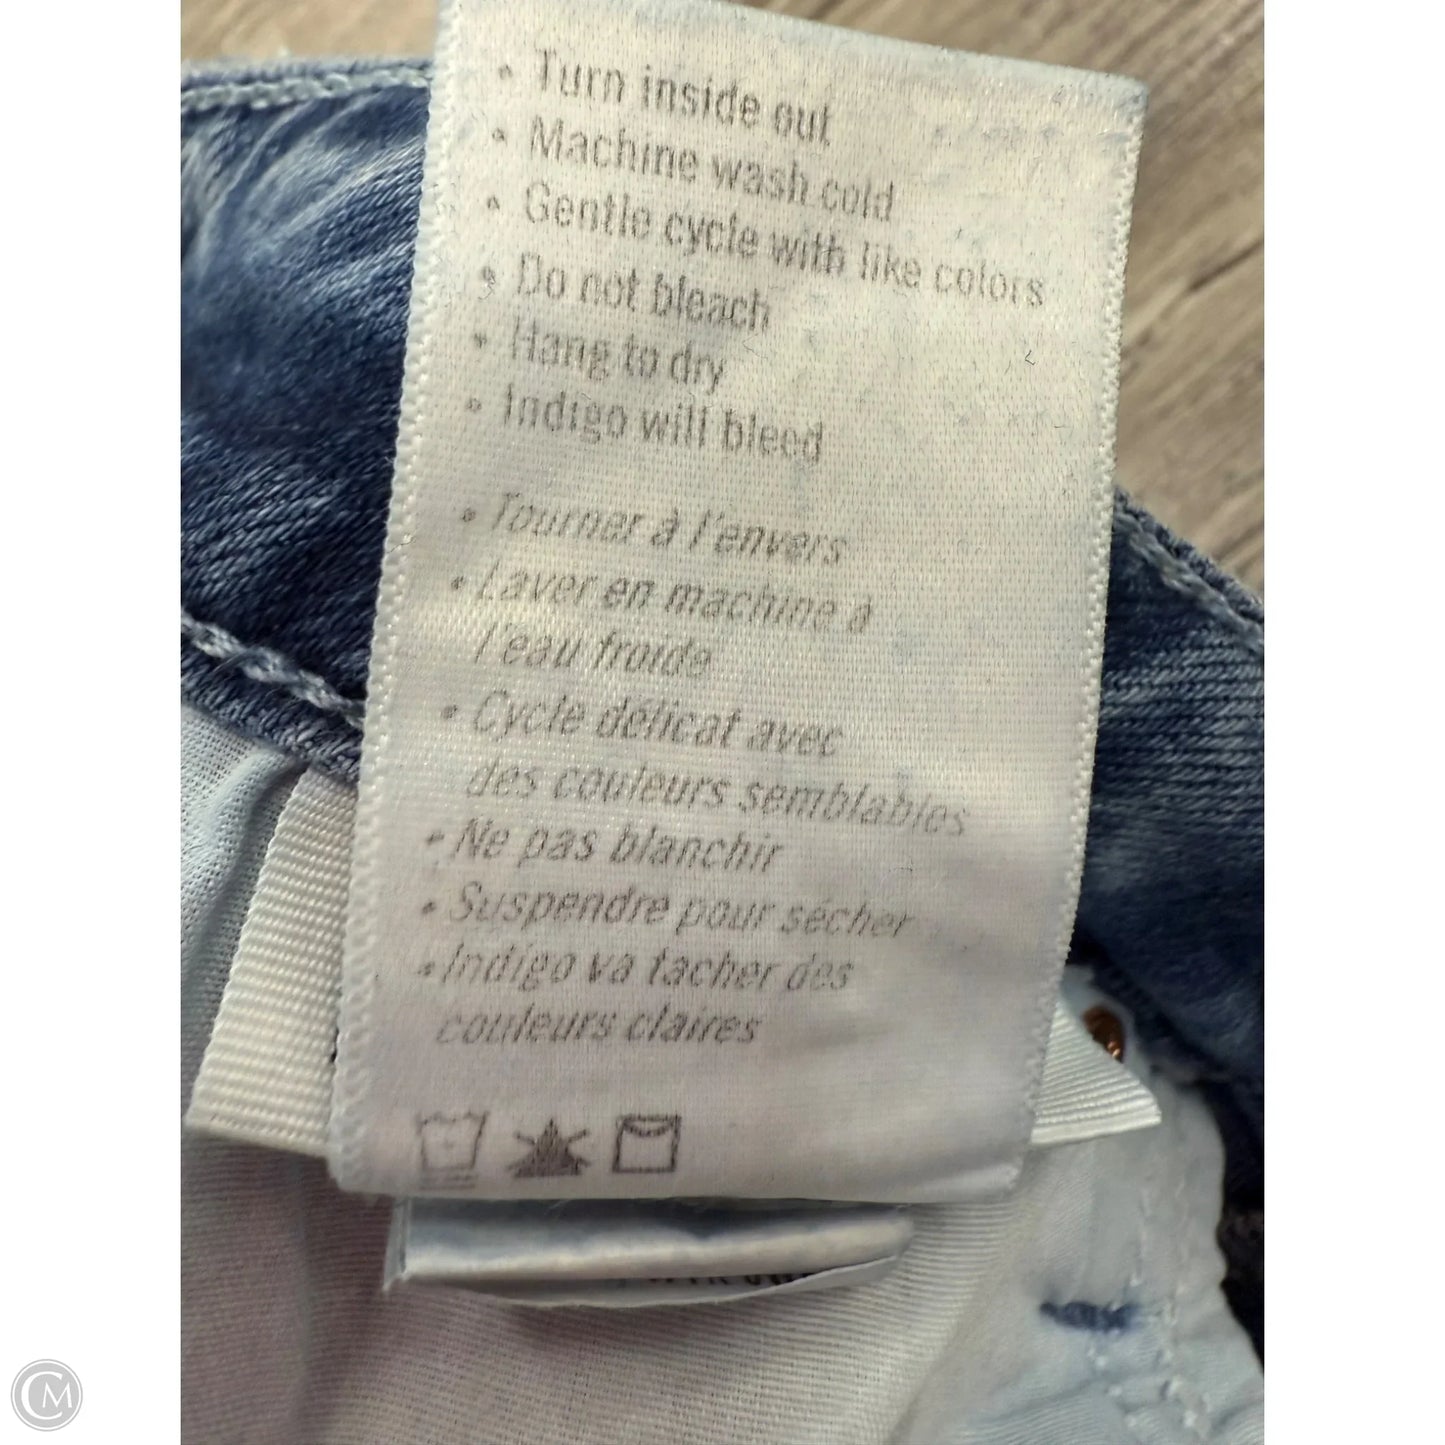 • Turn inside out
• Machine wash cold
• Gentle cycle with like colors
• Do not bleach
• Hang to dry
• Indigo will bleed
• Tourner à l'envers
• Laver en machine à
l'eau froide
• Cycle délicat avec
des couleurs semblables
• Ne pas blanchir
• Suspendre pour sécher
• Indigo va tacher des
couleurs claires
CM